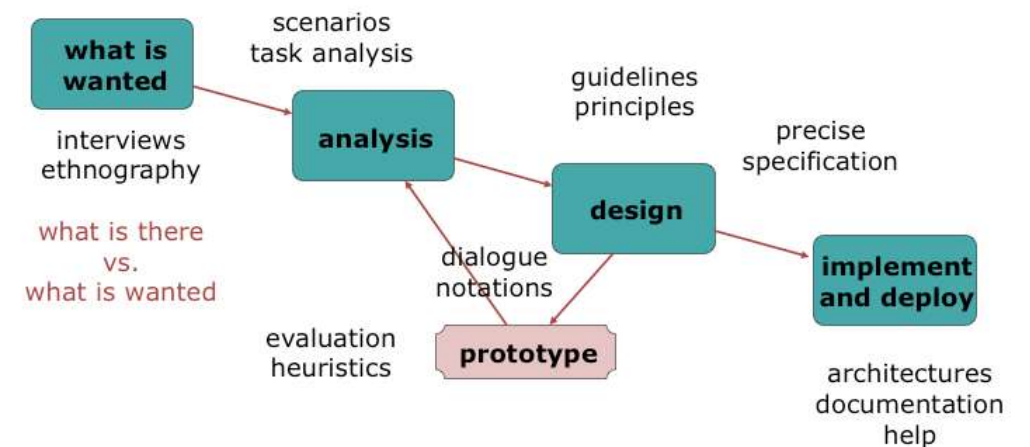 what is
wanted
scenarios
task analysis
interviews
ethnography
what is there
vs.
what is wanted
analysis
guidelines
principles
design
precise
specification
dialogue
notations
evaluation
heuristics
prototype
implement
and deploy
architectures
documentation
help